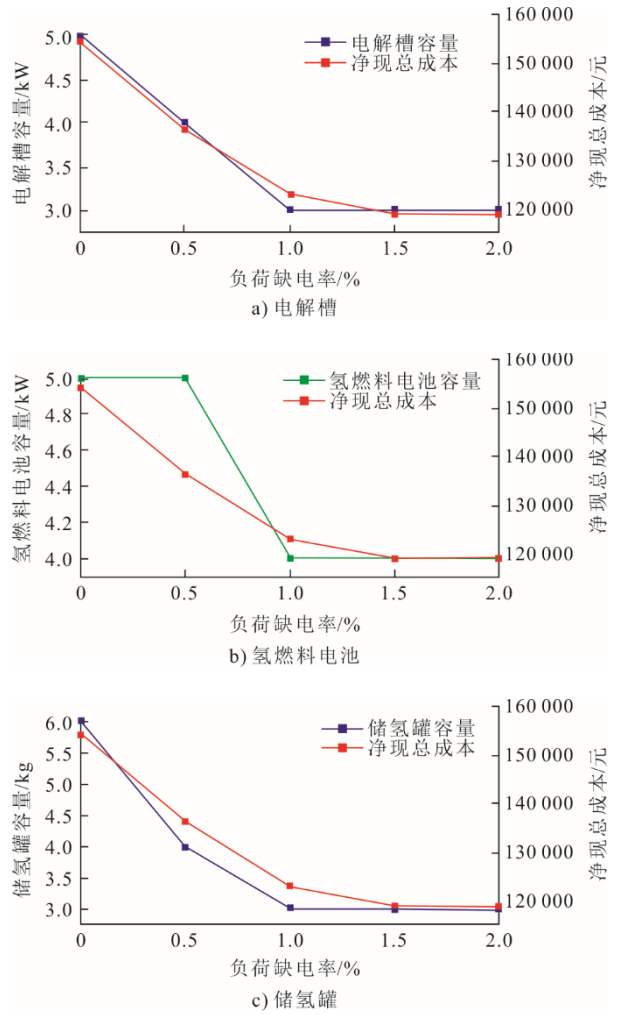 160 000
5.0
电解槽容量
净现总成本
150 000
4.5
140 000
4.0
130 000
3.5
120 000
3.0
电解槽容量/kW
净现总成本/元
0 0.5 1.0 1.5 2.0
负荷缺电率/%
a) 电解槽
160 000
5.0
氢燃料电池容量
净现总成本
150 000
4.8
4.6
140 000
4.4
130 000
4.2
120 000
4.0
氢燃料电池容量/kW
净现总成本/元
0 0.5 1.0 1.5 2.0
负荷缺电率/%
b) 氢燃料电池
160 000
6.0
储氢罐容量
净现总成本
150 000
5.5
5.0
140 000
4.5
4.0
130 000
3.5
120 000
3.0
储氢罐容量/kg
净现总成本/元
0 0.5 1.0 1.5 2.0
负荷缺电率/%
c) 储氢罐